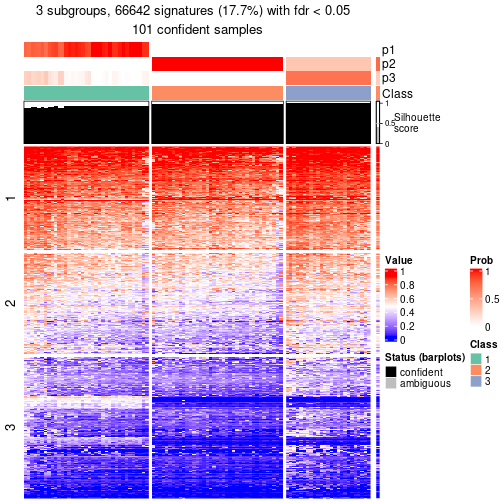 3 subgroups, 66642 signatures (17.7%) with fdr < 0.05
101 confident samples
p1
p2
p3
Class
1
0.5
0
Silhouette
score
1
2
3
Value
1
0.8
0.6
0.4
0.2
0
Prob
1
0.5
0
Status (barplots)
confident
ambiguous
Class
1
2
3